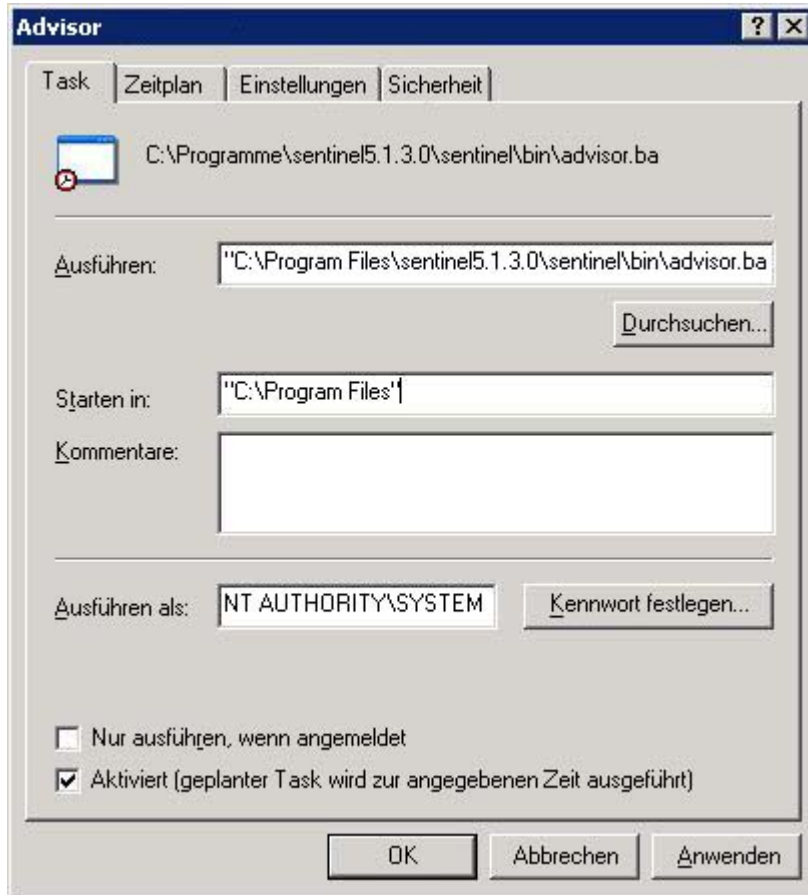 Advisor
Task Zeitplan Einstellungen Sicherheit
C:\Programme\sentinel5.1.3.0\sentinel\bin\advisor.ba
Ausführen: "C:\Program Files\sentinel5.1.3.0\sentinel\bin\advisor.ba
Durchsuchen...
Starten in: "C:\Program Files"
Kommentare:
Ausführen als: NT AUTHORITY\SYSTEM Kennwort festlegen...
Nur ausführen, wenn angemeldet
Aktiviert (geplanter Task wird zur angegebenen Zeit ausgeführt)
OK Abbrechen Anwenden